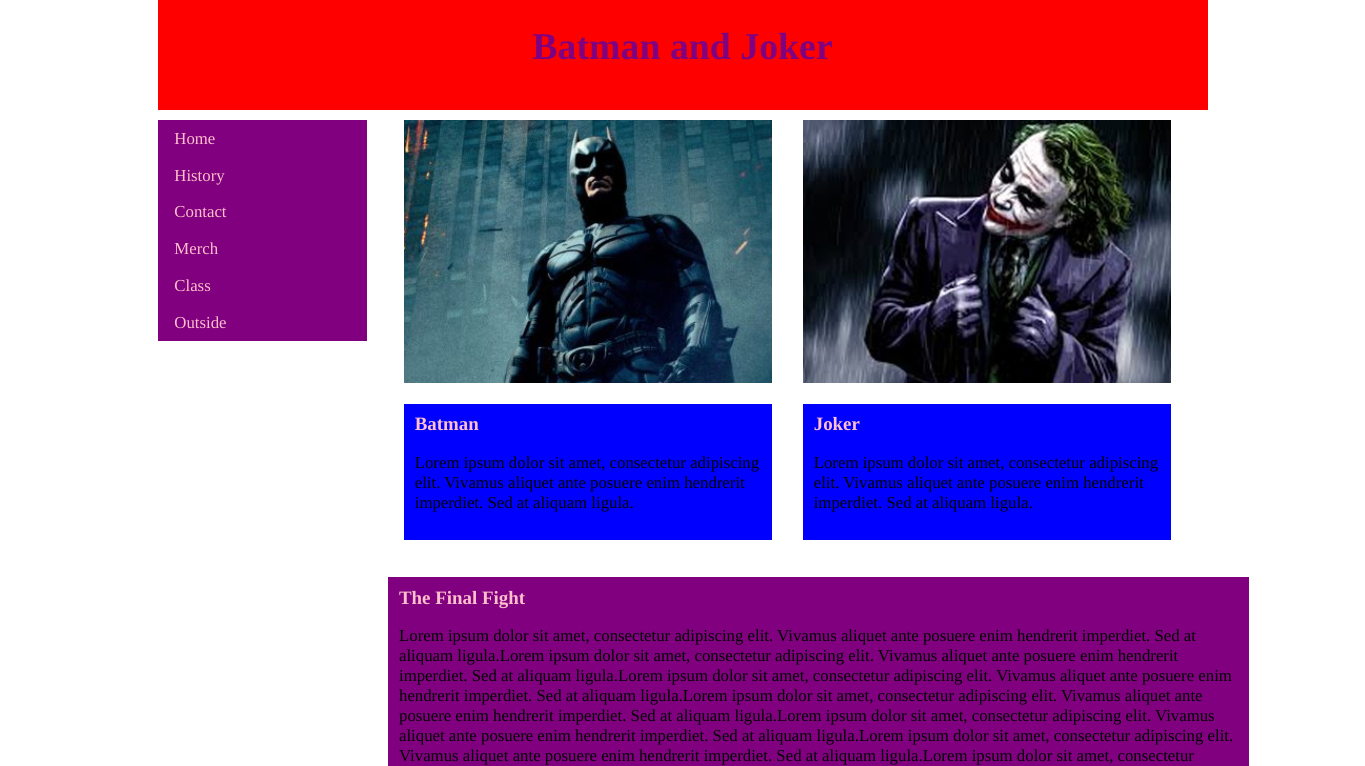 Batman and Joker
Home
History
Contact
Merch
Class
Outside
Batman
Lorem ipsum dolor sit amet, consectetur adipiscing
elit. Vivamus aliquet ante posuere enim hendrerit
imperdiet. Sed at aliquam ligula.
Joker
Lorem ipsum dolor sit amet, consectetur adipiscing
elit. Vivamus aliquet ante posuere enim hendrerit
imperdiet. Sed at aliquam ligula.
The Final Fight
Lorem ipsum dolor sit amet, consectetur adipiscing elit. Vivamus aliquet ante posuere enim hendrerit imperdiet. Sed at
aliquam ligula.Lorem ipsum dolor sit amet, consectetur adipiscing elit. Vivamus aliquet ante posuere enim hendrerit
imperdiet. Sed at aliquam ligula.Lorem ipsum dolor sit amet, consectetur adipiscing elit. Vivamus aliquet ante posuere enim
hendrerit imperdiet. Sed at aliquam ligula.Lorem ipsum dolor sit amet, consectetur adipiscing elit. Vivamus aliquet ante
posuere enim hendrerit imperdiet. Sed at aliquam ligula.Lorem ipsum dolor sit amet, consectetur adipiscing elit. Vivamus
aliquet ante posuere enim hendrerit imperdiet. Sed at aliquam ligula.Lorem ipsum dolor sit amet, consectetur adipiscing elit.
Vivamus aliquet ante posuere enim hendrerit imperdiet. Sed at aliquam ligula.Lorem ipsum dolor sit amet, consectetur